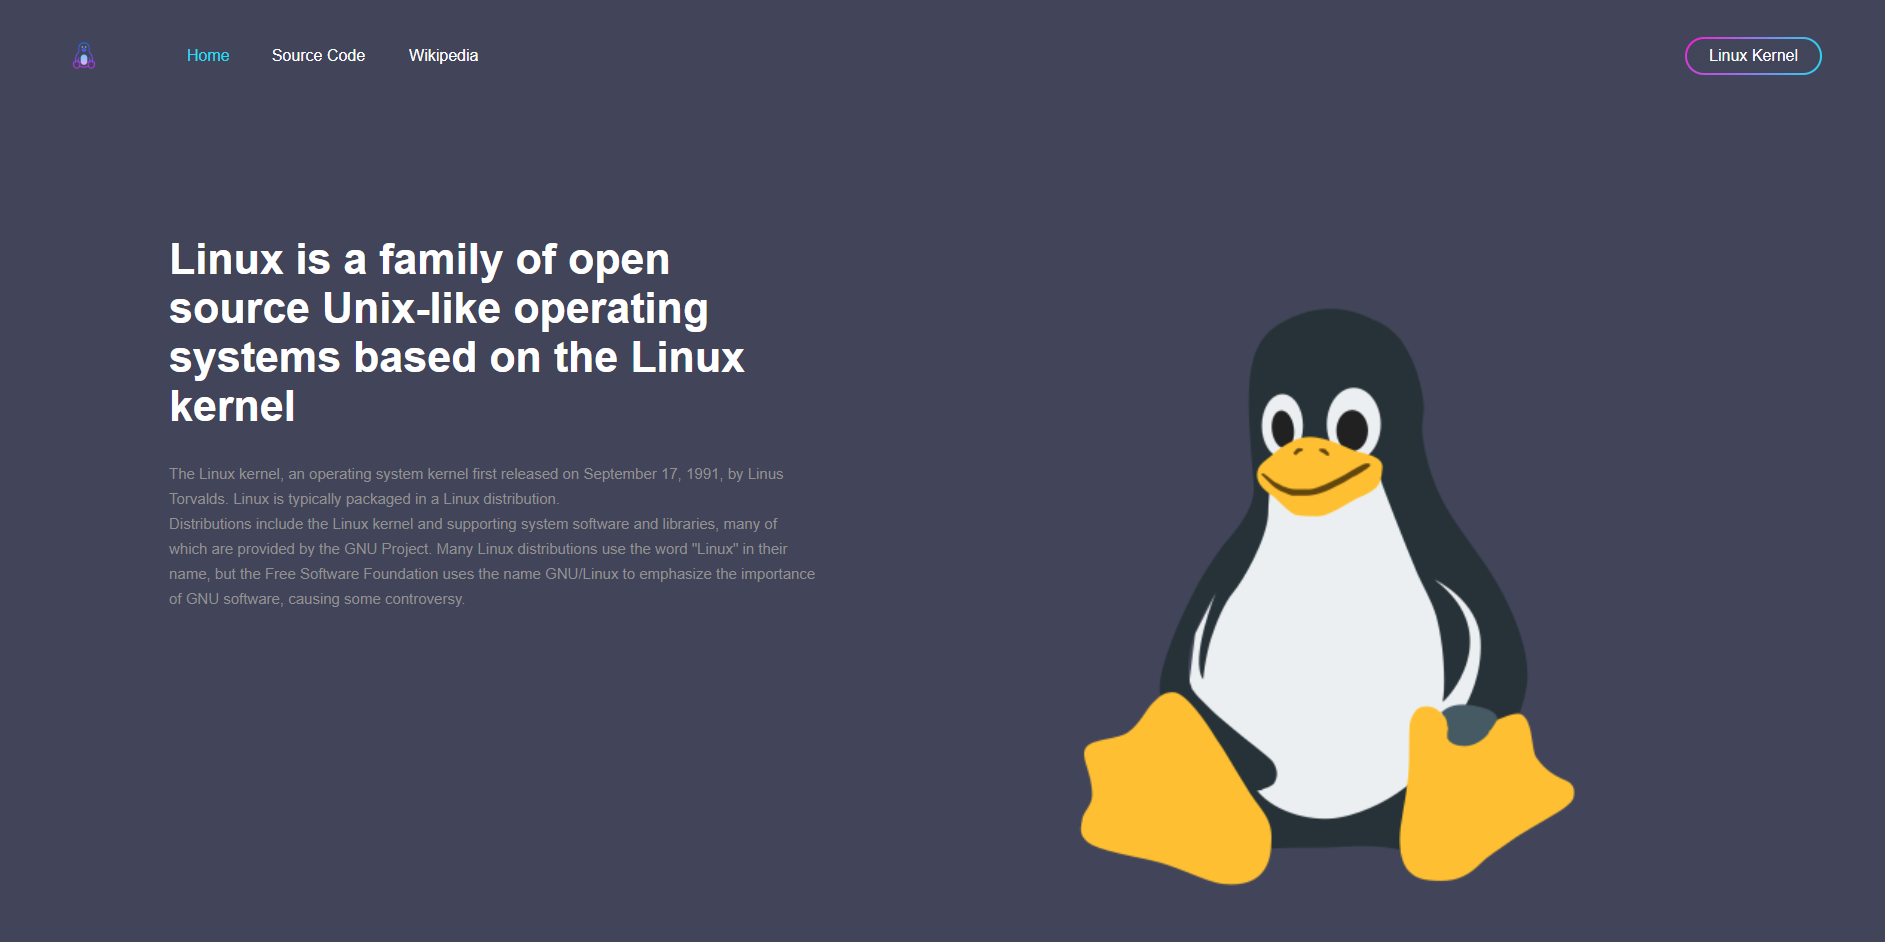 Home Source Code Wikipedia Linux Kernel
Linux is a family of open
source Unix-like operating
systems based on the Linux
kernel
The Linux kernel, an operating system kernel first released on September 17, 1991, by Linus
Torvalds. Linux is typically packaged in a Linux distribution.
Distributions include the Linux kernel and supporting system software and libraries, many of
which are provided by the GNU Project. Many Linux distributions use the word "Linux" in their
name, but the Free Software Foundation uses the name GNU/Linux to emphasize the importance
of GNU software, causing some controversy.